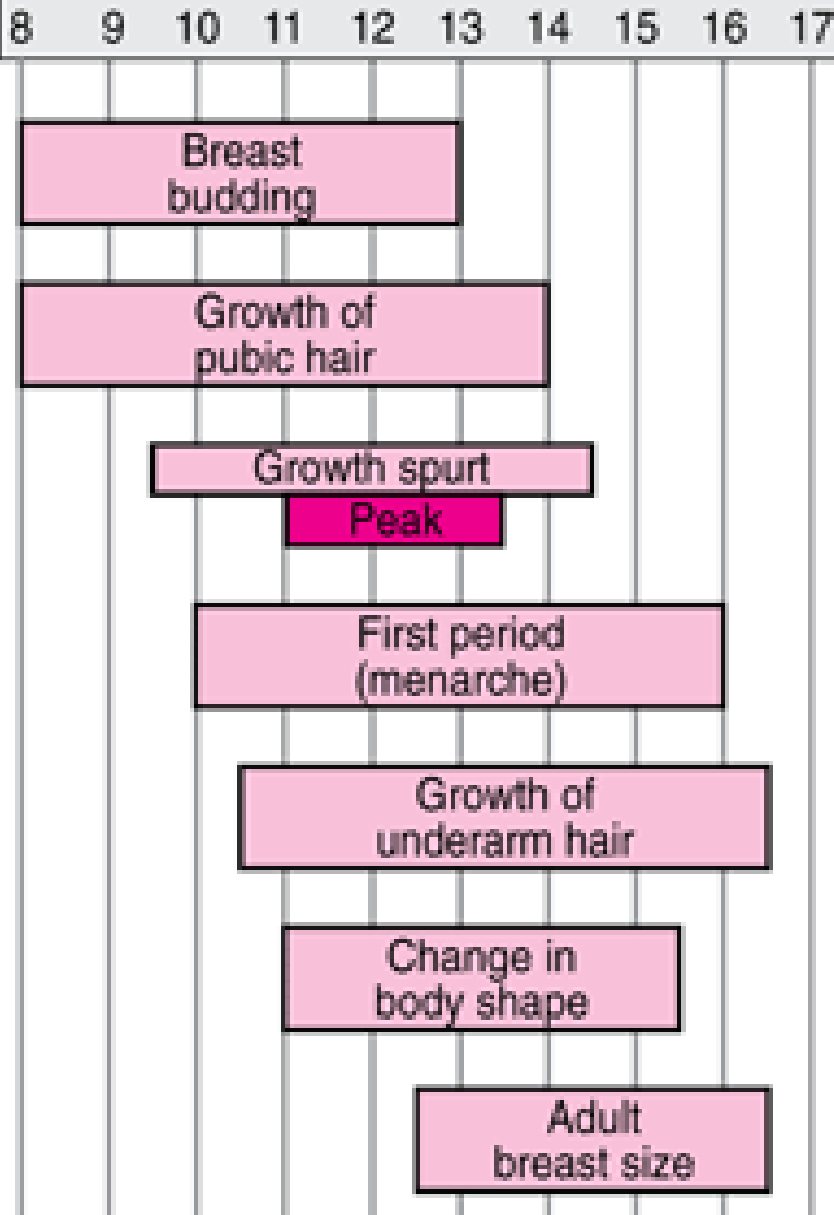 8 9 10 11 12 13 14 15 16 17
Breast
budding
Growth of
pubic hair
Growth spurt
Peak
First period
(menarche)
Growth of
underarm hair
Change in
body shape
Adult
breast size